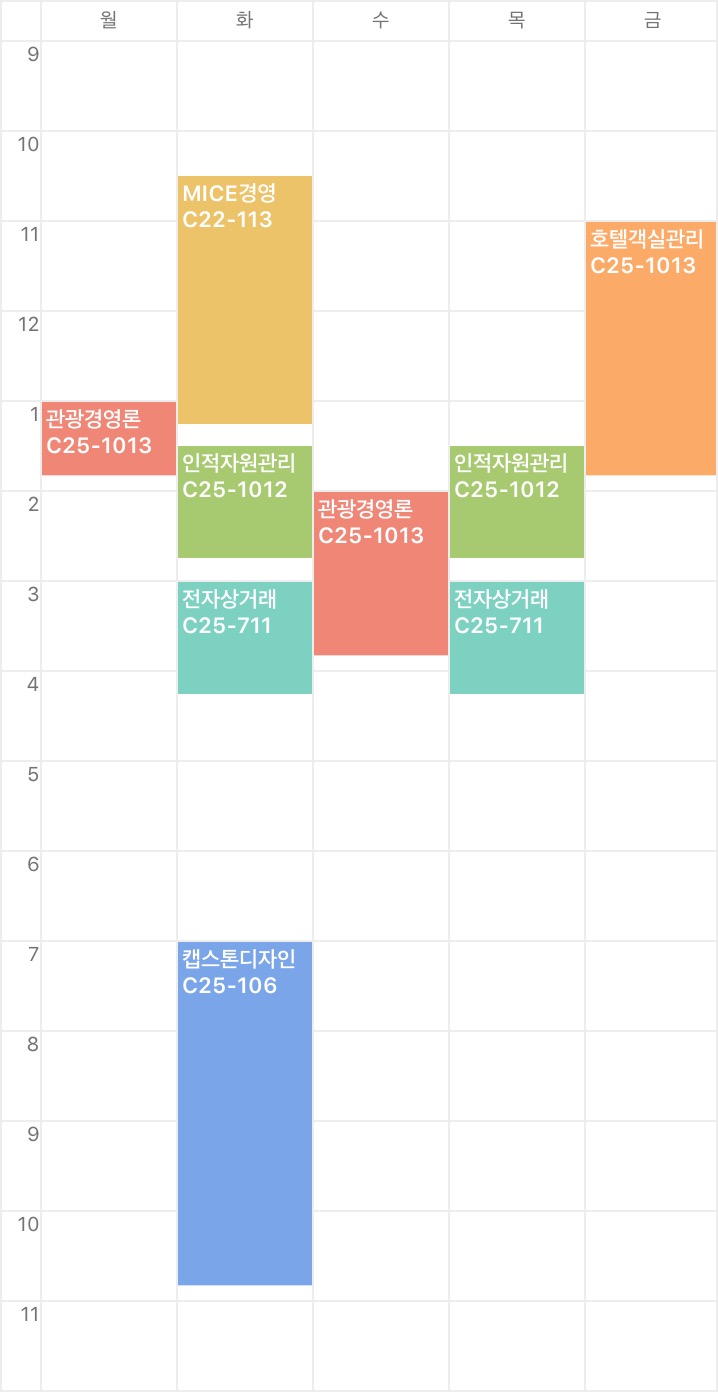 월 화 수 목 금
9
10
MICE경영
C22-113
11
호텔객실관리
C25-1013
12
1
관광경영론
C25-1013
인적자원관리
C25-1012
인적자원관리
C25-1012
2
관광경영론
C25-1013
3
전자상거래
C25-711
전자상거래
C25-711
4
5
6
7
캡스톤디자인
C25-106
8
9
10
11